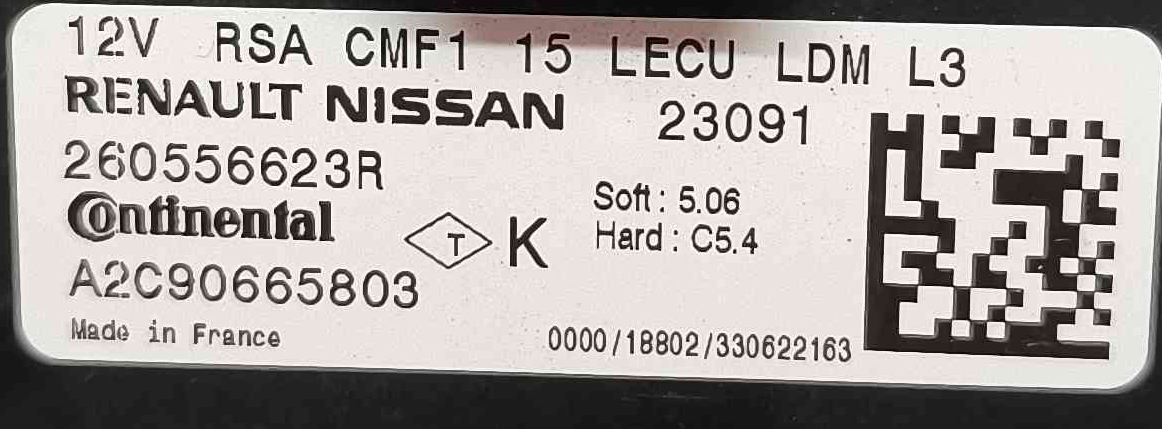 12V RSA CMF1 15 LECU LDM L3
RENAULT NISSAN 23091
260556623R
Soft : 5.06
Continental T K Hard : C5.4
A2C90665803
Made in France 0000/18802/330622163